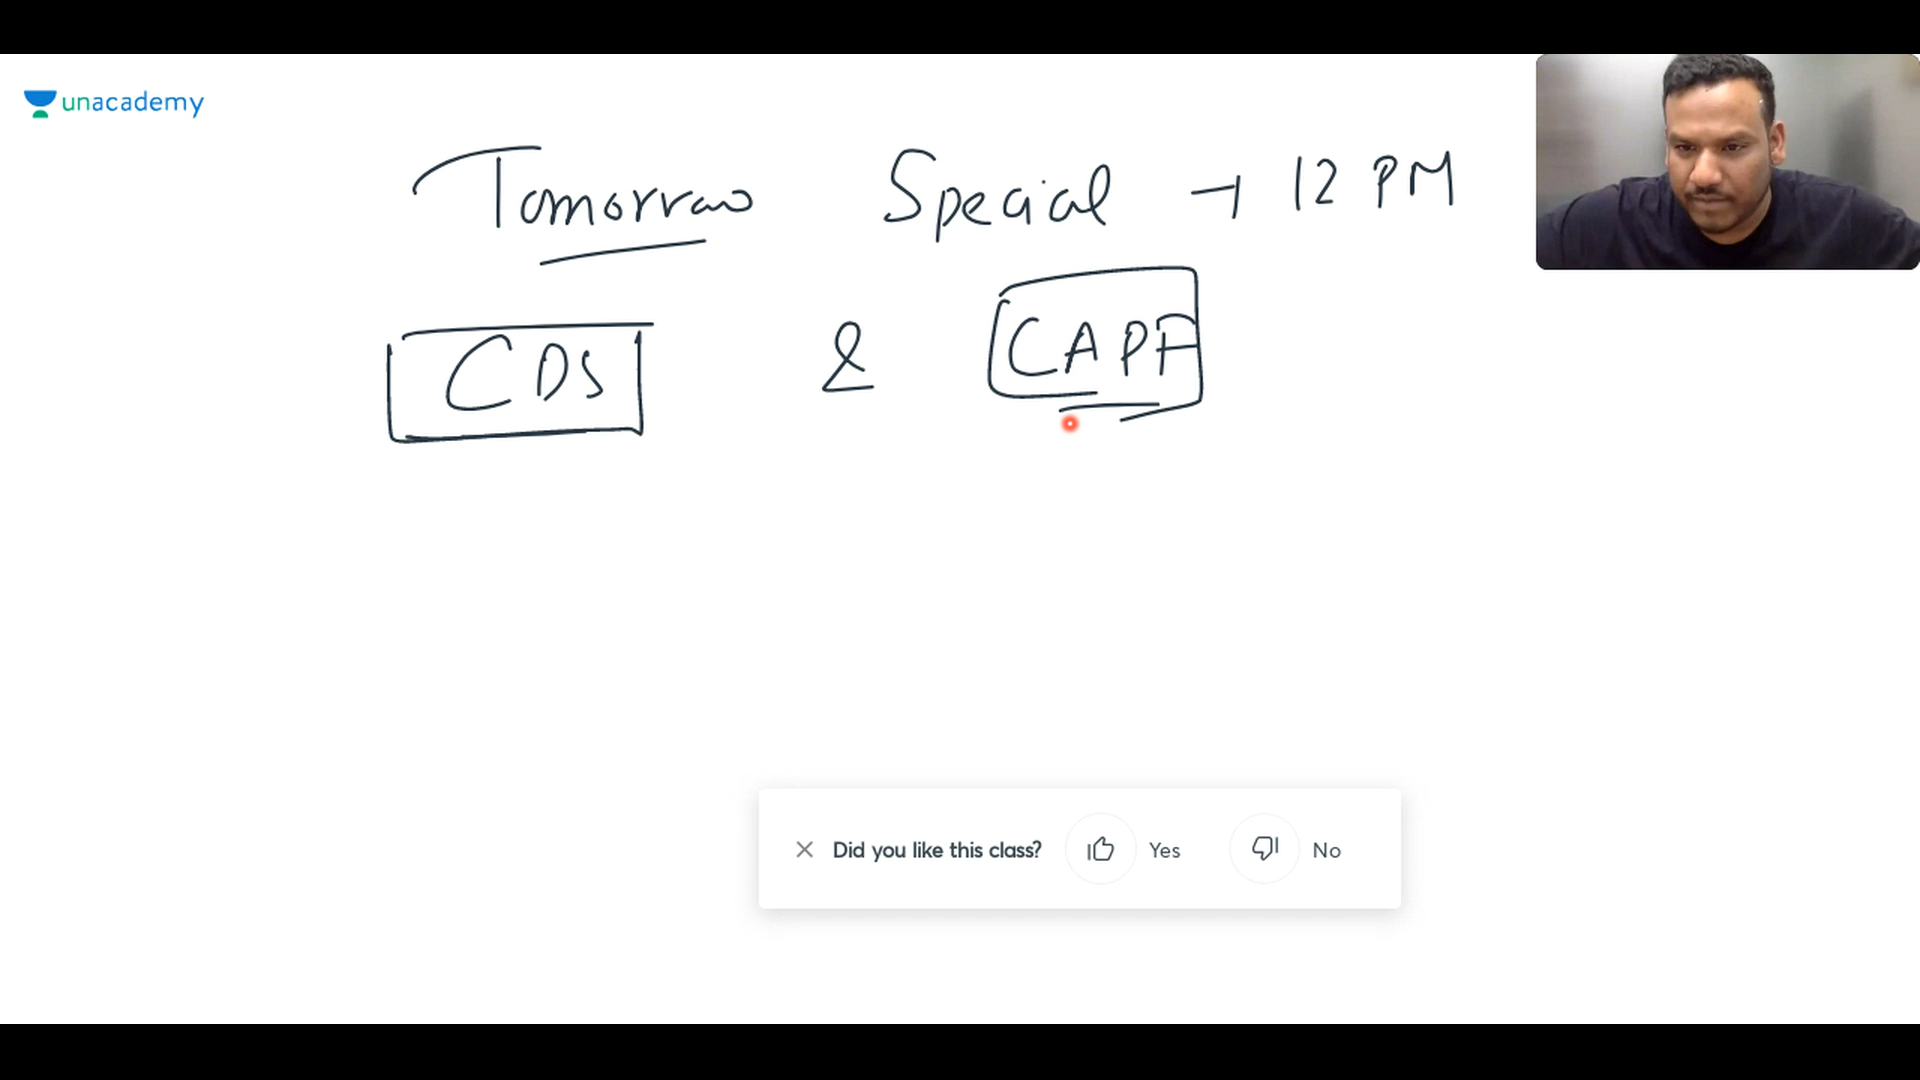 unacademy
Tomorrow Special → 12 PM
CDS & CAPF
Did you like this class? Yes No